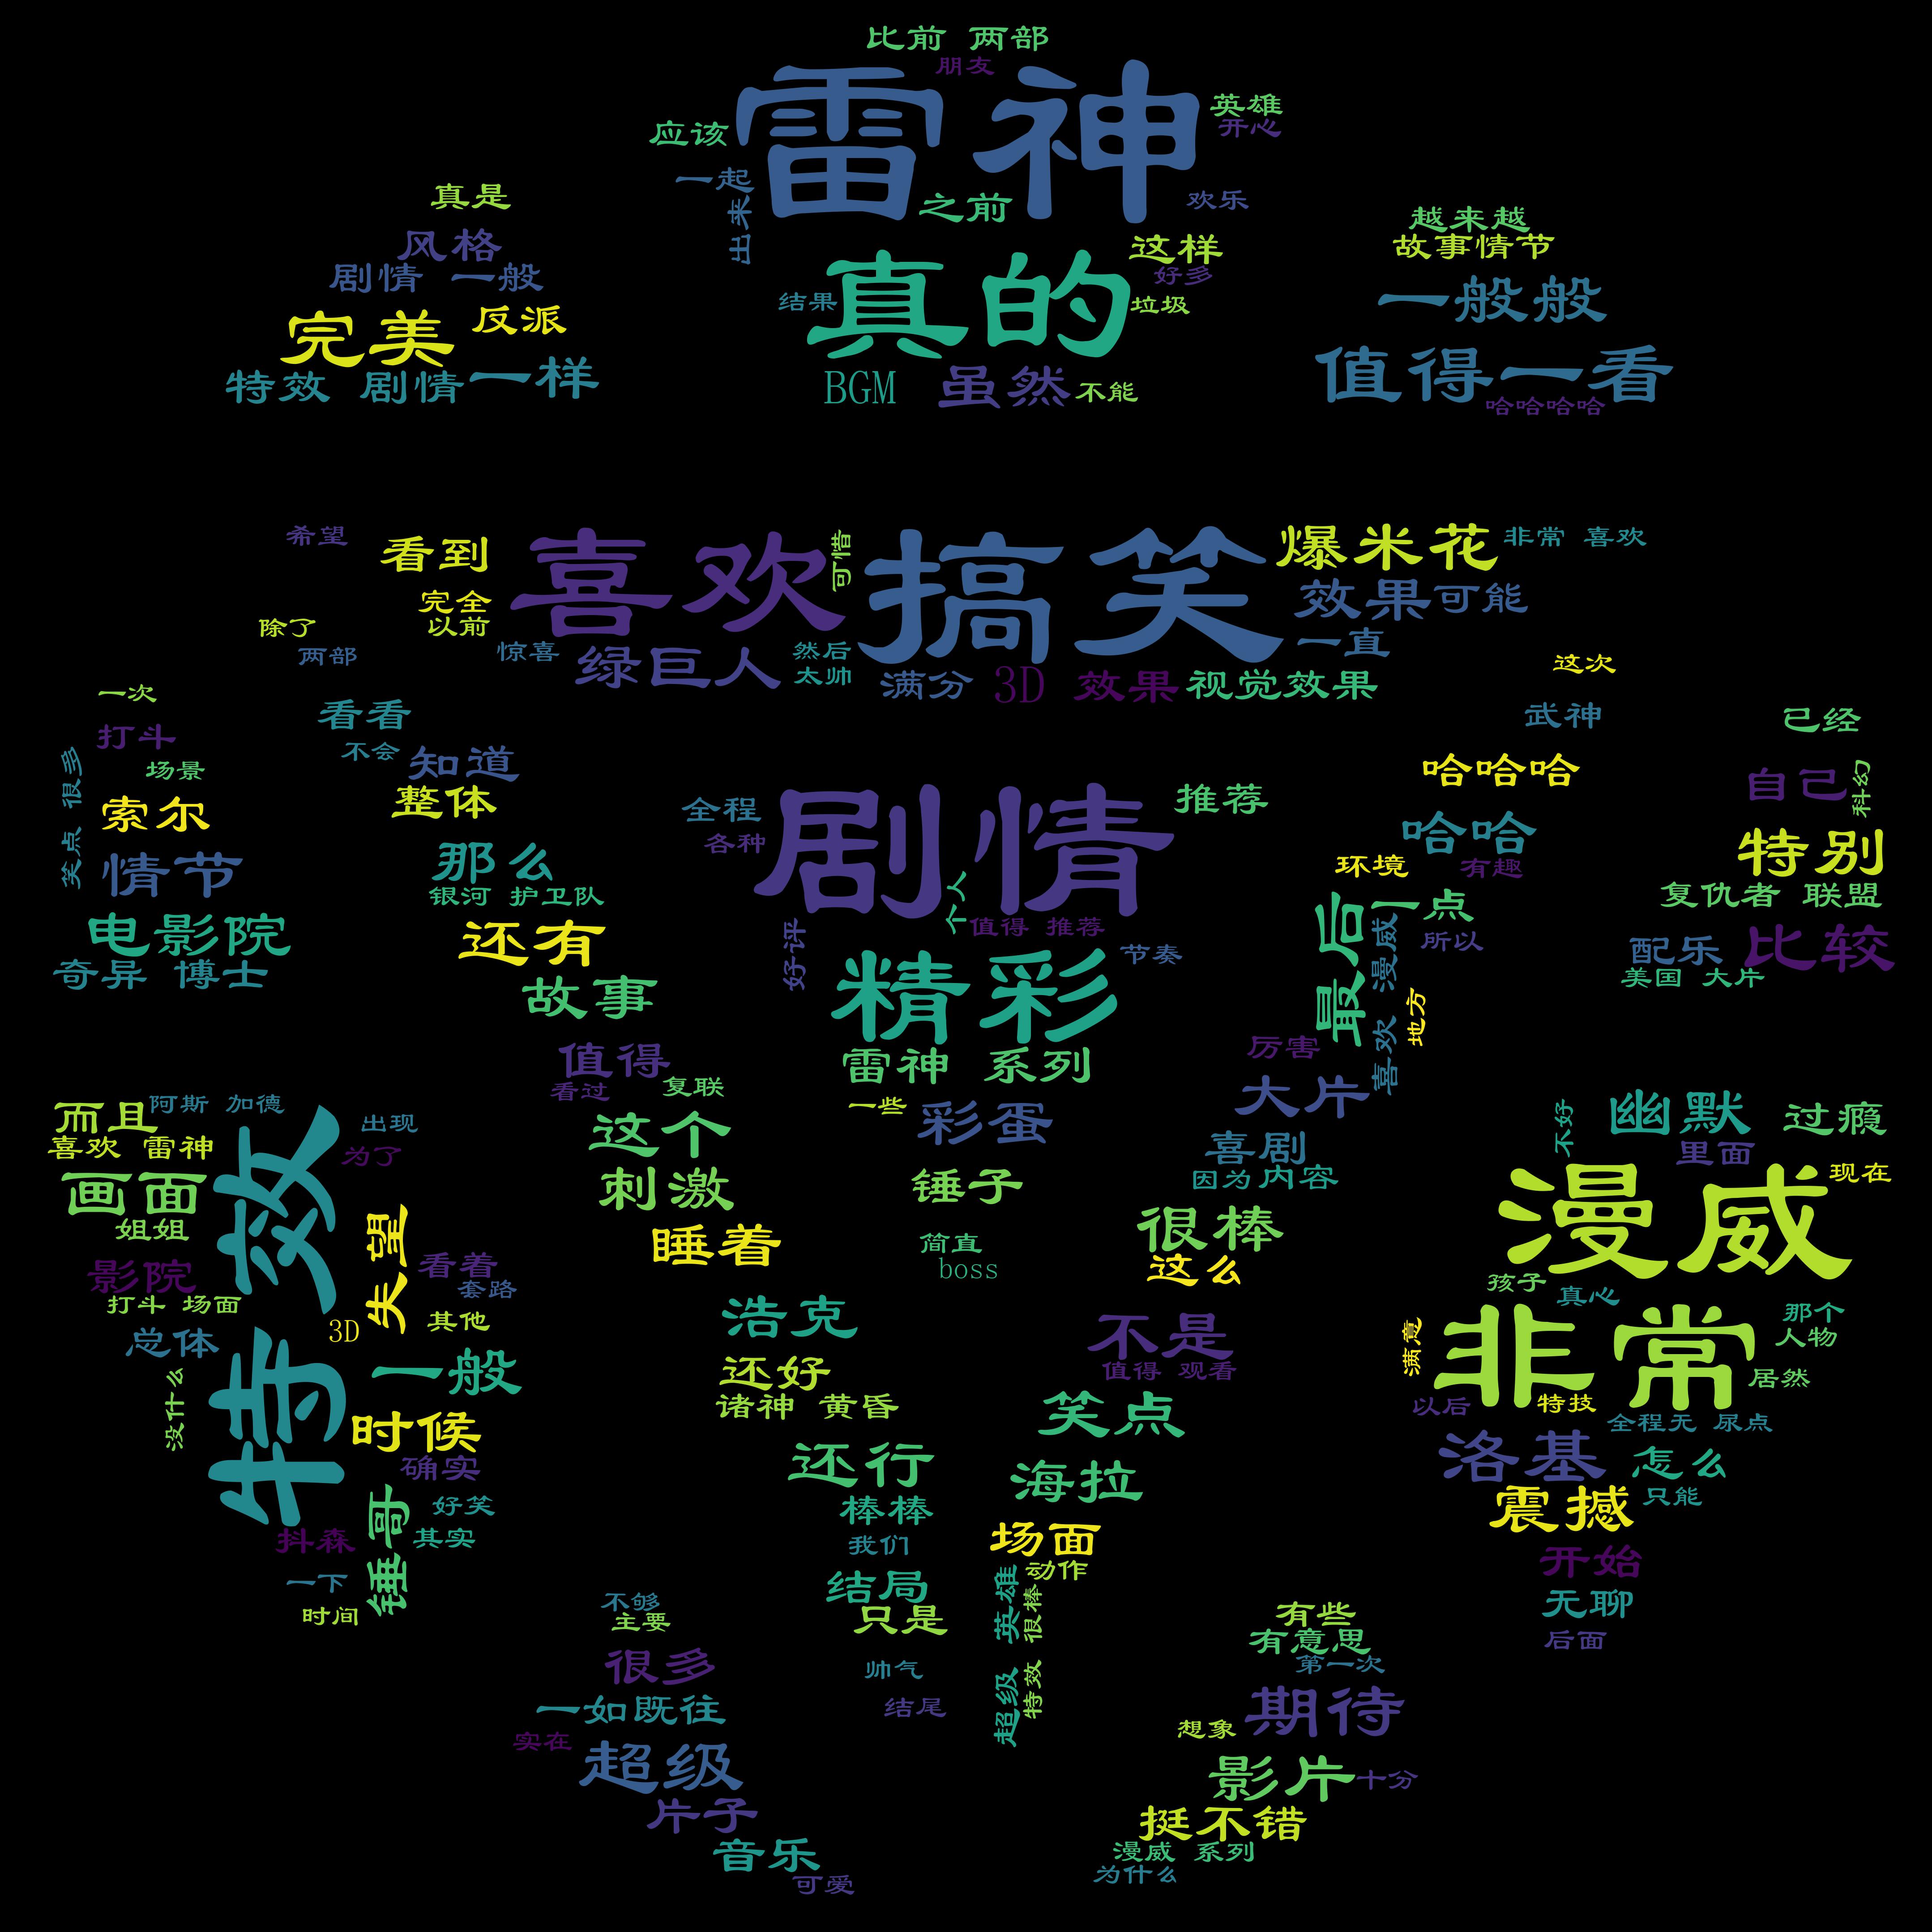 比前 两部
朋友
雷神
英雄
开心
应该
一起
出来
之前
欢乐
真是
风格
剧情 一般
完美
反派
特效 剧情
一样
真的
这样
好多
结果
垃圾
BGM
虽然
不能
越来越
故事情节
一般般
值得一看
哈哈哈哈
希望
看到
喜欢
可惜
搞笑
爆米花
非常 喜欢
完全
以前
效果
可能
除了
两部
惊喜
绿巨人
然后
太帅
一直
满分
3D 效果
视觉效果
这次
一次
打斗
场景
笑点 很多
索尔
情节
电影院
奇异 博士
看看
不会
知道
整体
那么
银河 护卫队
还有
故事
全程
各种
剧情
推荐
个人
值得 推荐
好评
精彩
节奏
武神
哈哈哈
哈哈
有趣
环境
一点
最后
喜欢 漫威
所以
地方
已经
自己
科幻
特别
复仇者 联盟
配乐
比较
美国 大片
值得
看过
复联
雷神 系列
一些
彩蛋
厉害
大片
喜剧
因为
内容
这个
刺激
锤子
很棒
睡着
简直
boss
这么
而且
阿斯 加德
出现
喜欢 雷神
为了
画面
姐姐
特效
影院
失望
看着
套路
打斗 场面
3D
其他
总体
一般
没什么
时候
确实
锤哥
好笑
抖森
其实
一下
时间
不好
幽默
过瘾
里面
漫威
现在
孩子
真心
那个
人物
满意
非常
居然
以后
特技
全程无 尿点
洛基
怎么
震撼
只能
开始
无聊
后面
浩克
不是
还好
值得 观看
诸神 黄昏
笑点
还行
海拉
棒棒
场面
我们
动作
结局
超级 英雄
特效 很棒
只是
帅气
结尾
不够
主要
很多
一如既往
实在
超级
片子
音乐
可爱
有些
有意思
第一次
期待
想象
影片
十分
挺不错
漫威 系列
为什么